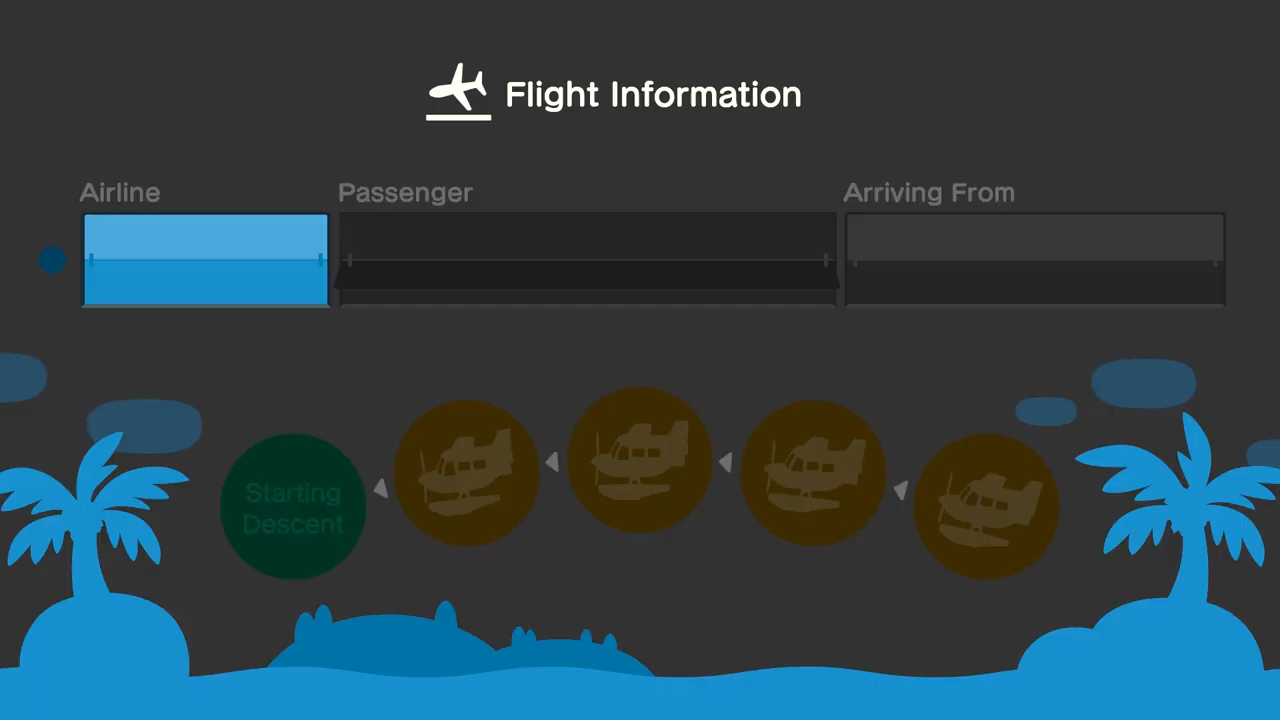 Flight Information
Airline
Passenger
Arriving From
Starting
Descent